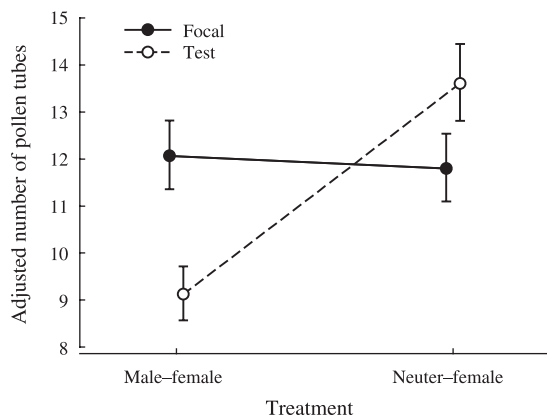 Focal
Test
Adjusted number of pollen tubes
15
14
13
12
11
10
9
8
Male–female
Neuter–female
Treatment